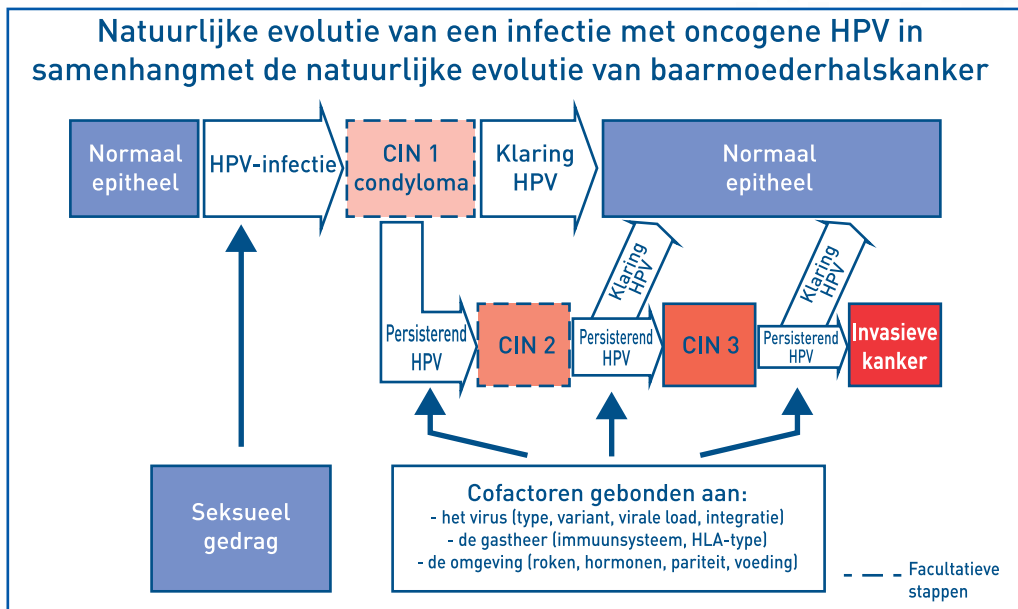 Natuurlijke evolutie van een infectie met oncogene HPV in
samenhangmet de natuurlijke evolutie van baarmoederhalskanker
Normaal
epitheel
HPV-infectie
CIN 1
condyloma
Klaring
HPV
Normaal
epitheel
Klaring
HPV
Klaring
HPV
Persisterend
HPV
CIN 2
Persisterend
HPV
CIN 3
Persisterend
HPV
Invasieve
kanker
Seksueel
gedrag
Cofactoren gebonden aan:
- het virus (type, variant, virale load, integratie)
- de gastheer (immuunsysteem, HLA-type)
- de omgeving (roken, hormonen, pariteit, voeding)
Facultatieve
stappen